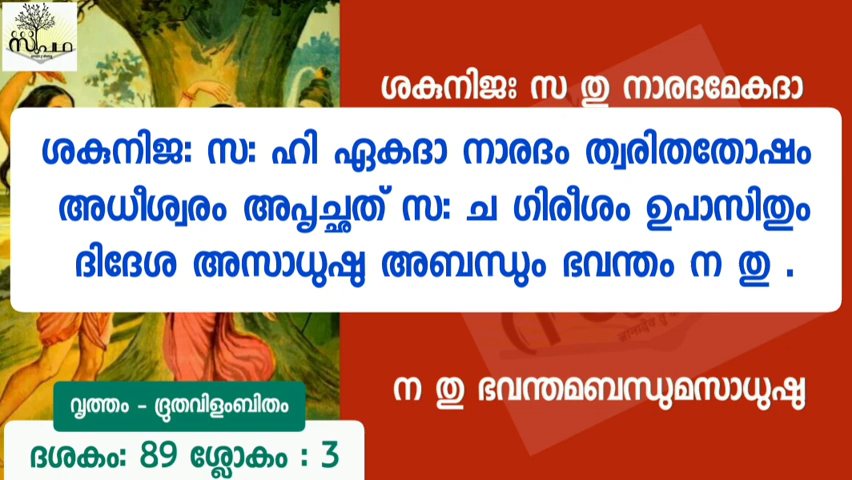 സുപഥ
ശകുനിജഃ സ തു നാരദമേകദാ
ശകുനിജ: സ: ഹി ഏകദാ നാരദം ത്വരിതതോഷം
അധീശ്വരം അപൃച്ഛത് സ: ച ഗിരീശം ഉപാസിതും
ദിദേശ അസാധുഷു അബന്ധും ഭവന്തം ന തു .
ന തു ഭവന്തമബന്ധുമസാധുഷു
വൃത്തം - ദ്രുതവിളംബിതം
ദശകം: 89 ശ്ലോകം : 3